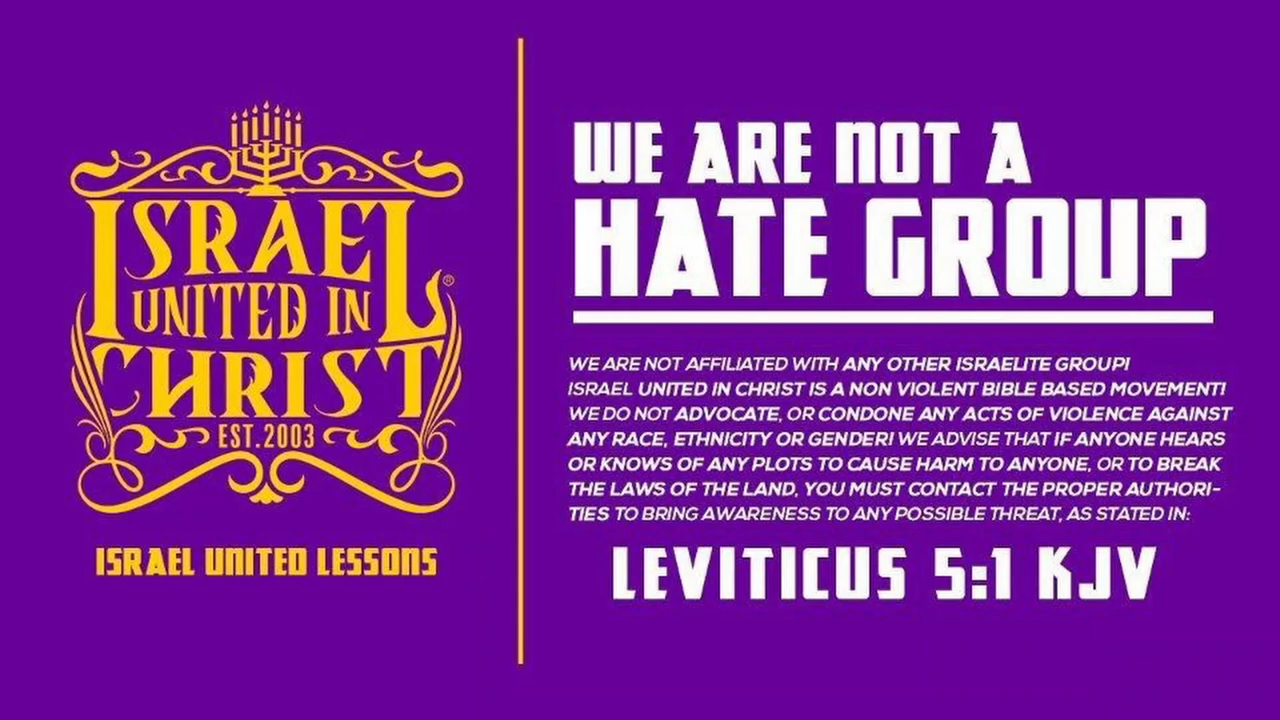 ISRAEL
UNITED IN
CHRIST
®
EST.2003
ISRAEL UNITED LESSONS
WE ARE NOT A
HATE GROUP
WE ARE NOT AFFILIATED WITH ANY OTHER ISRAELITE GROUP!
ISRAEL UNITED IN CHRIST IS A NON VIOLENT BIBLE BASED MOVEMENT!
WE DO NOT ADVOCATE, OR CONDONE ANY ACTS OF VIOLENCE AGAINST
ANY RACE, ETHNICITY OR GENDER! WE ADVISE THAT IF ANYONE HEARS
OR KNOWS OF ANY PLOTS TO CAUSE HARM TO ANYONE, OR TO BREAK
THE LAWS OF THE LAND, YOU MUST CONTACT THE PROPER AUTHORI-
TIES TO BRING AWARENESS TO ANY POSSIBLE THREAT, AS STATED IN:
LEVITICUS 5:1 KJV